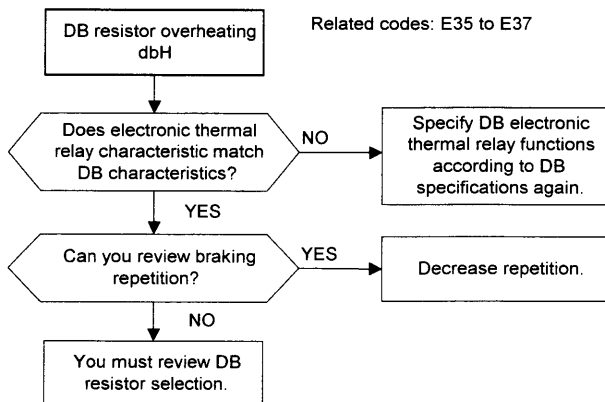 DB resistor overheating
dbH
Related codes: E35 to E37
Does electronic thermal
relay characteristic match
DB characteristics?
NO
Specify DB electronic
thermal relay functions
according to DB
specifications again.
YES
Can you review braking
repetition?
YES
Decrease repetition.
NO
You must review DB
resistor selection.